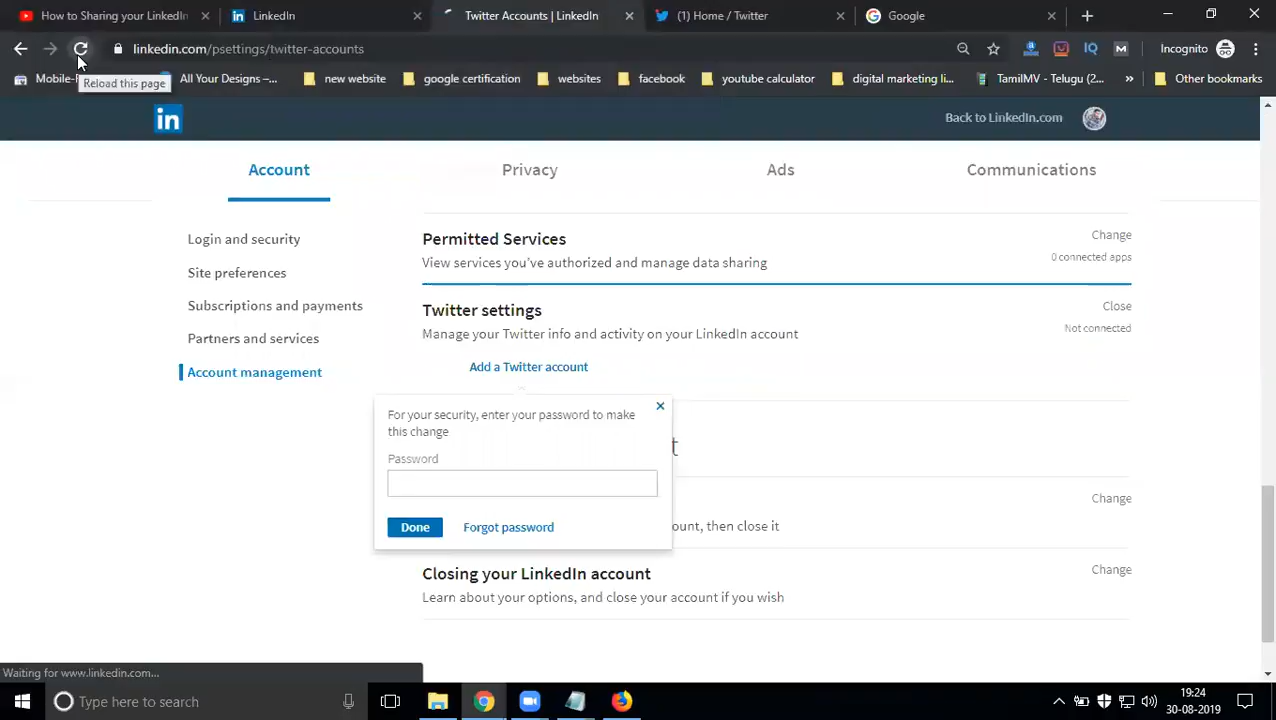 How to Sharing your LinkedIn
LinkedIn
Twitter Accounts | LinkedIn
(1) Home / Twitter
Google
linkedin.com/psettings/twitter-accounts
Incognito
Mobile-
Reload this page
All Your Designs –...
new website
google certification
websites
facebook
youtube calculator
digital marketing li...
TamilMV - Telugu (2...
Other bookmarks
in
Back to LinkedIn.com
Account
Privacy
Ads
Communications
Login and security
Site preferences
Subscriptions and payments
Partners and services
Account management
Permitted Services
Change
View services you've authorized and manage data sharing
0 connected apps
Twitter settings
Close
Manage your Twitter info and activity on your LinkedIn account
Not connected
Add a Twitter account
For your security, enter your password to make
this change
Password
Done
Forgot password
t
Change
ount, then close it
Closing your LinkedIn account
Change
Learn about your options, and close your account if you wish
Waiting for www.linkedin.com...
Type here to search
19:24
30-08-2019